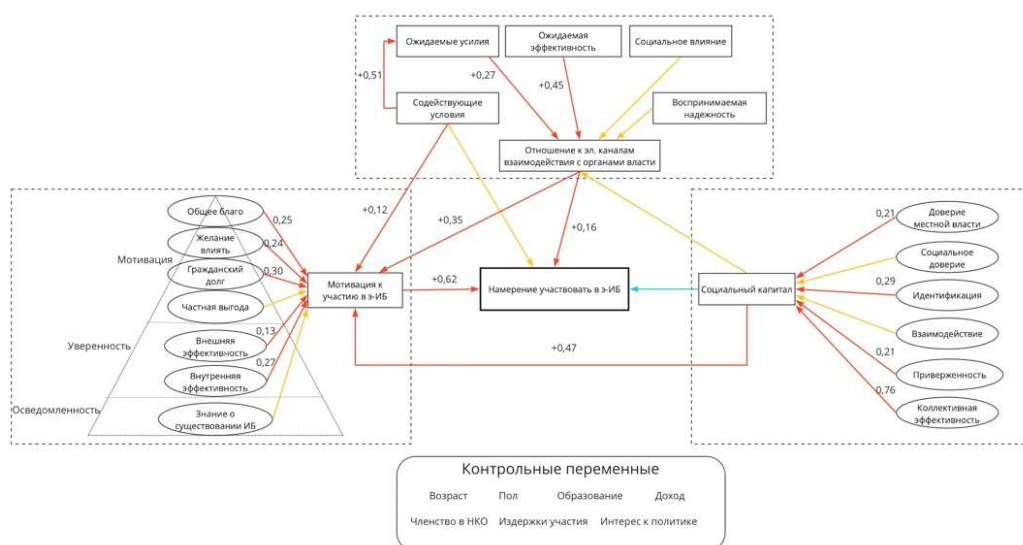 Ожидаемые усилия
Ожидаемая
эффективность
Социальное влияние
+0,51
+0,27
+0,45
Содействующие
условия
Воспринимаемая
надежность
Отношение к эл. каналам
взаимодействия с органами власти
Общее благо
0,25
+0,12
+0,35
+0,16
0,21
Доверие
местной власти
Желание
влиять
0,24
Мотивация
Гражданский
долг
0,30
Социальное
доверие
Мотивация к
участию в э-ИБ
+0,62
Намерение участвовать в э-ИБ
Социальный капитал
0,29
Идентификация
Частная выгода
Уверенность
Внешняя
эффективность
0,13
Взаимодействие
+0,47
0,21
Внутренняя
эффективность
0,27
Приверженность
0,76
Осведомленность
Знание о
существовании ИБ
Коллективная
эффективность
Контрольные переменные
Возраст Пол Образование Доход
Членство в НКО Издержки участия Интерес к политике